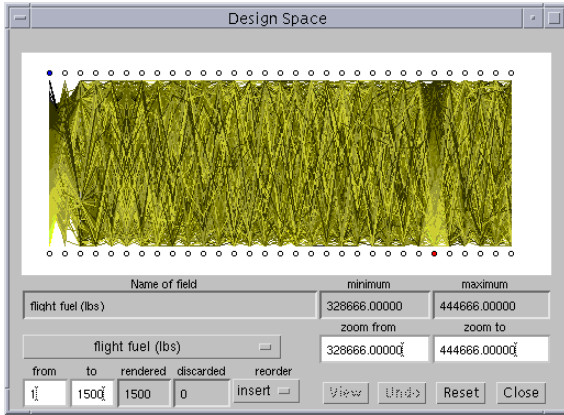 Design Space
Name of field minimum maximum
flight fuel (lbs) 328666.00000 444666.00000
zoom from zoom to
flight fuel (lbs) 328666.00000 444666.00000
from to rendered discarded reorder
1 1500 1500 0 insert
View Undo Reset Close